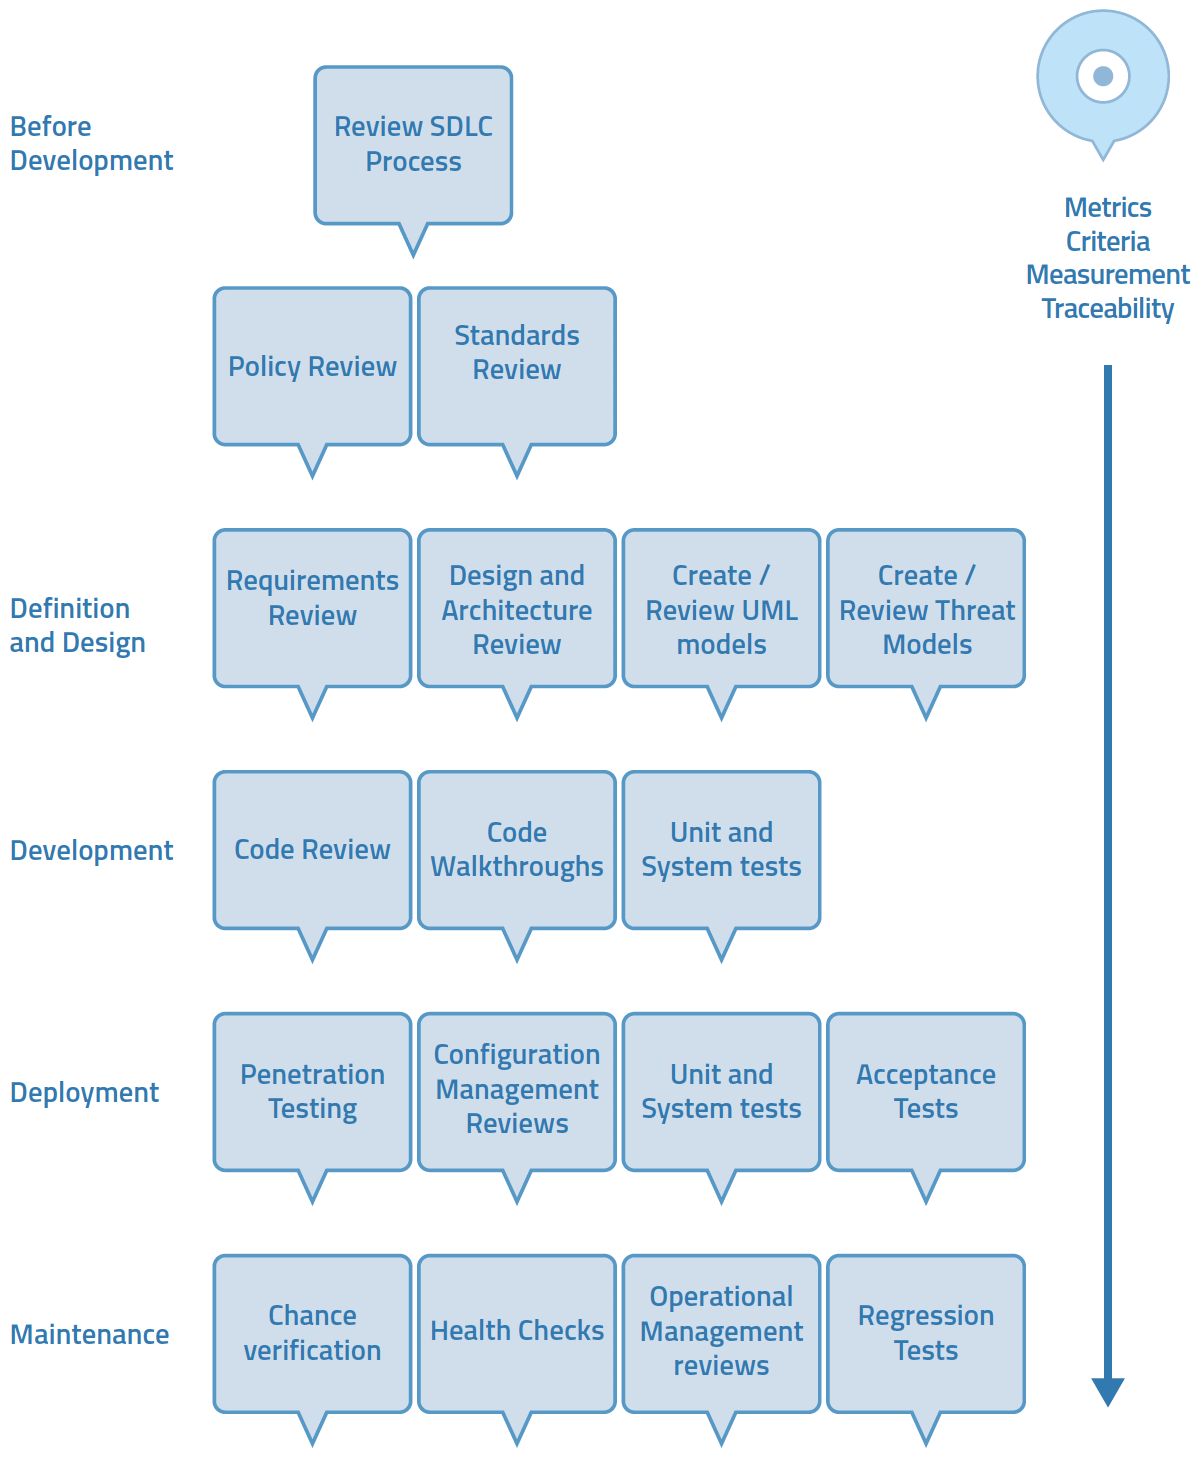 Before
Development
Review SDLC
Process
Metrics
Criteria
Measurement
Traceability
Policy Review
Standards
Review
Definition
and Design
Requirements
Review
Design and
Architecture
Review
Create /
Review UML
models
Create /
Review Threat
Models
Development
Code Review
Code
Walkthroughs
Unit and
System tests
Deployment
Penetration
Testing
Configuration
Management
Reviews
Unit and
System tests
Acceptance
Tests
Maintenance
Chance
verification
Health Checks
Operational
Management
reviews
Regression
Tests